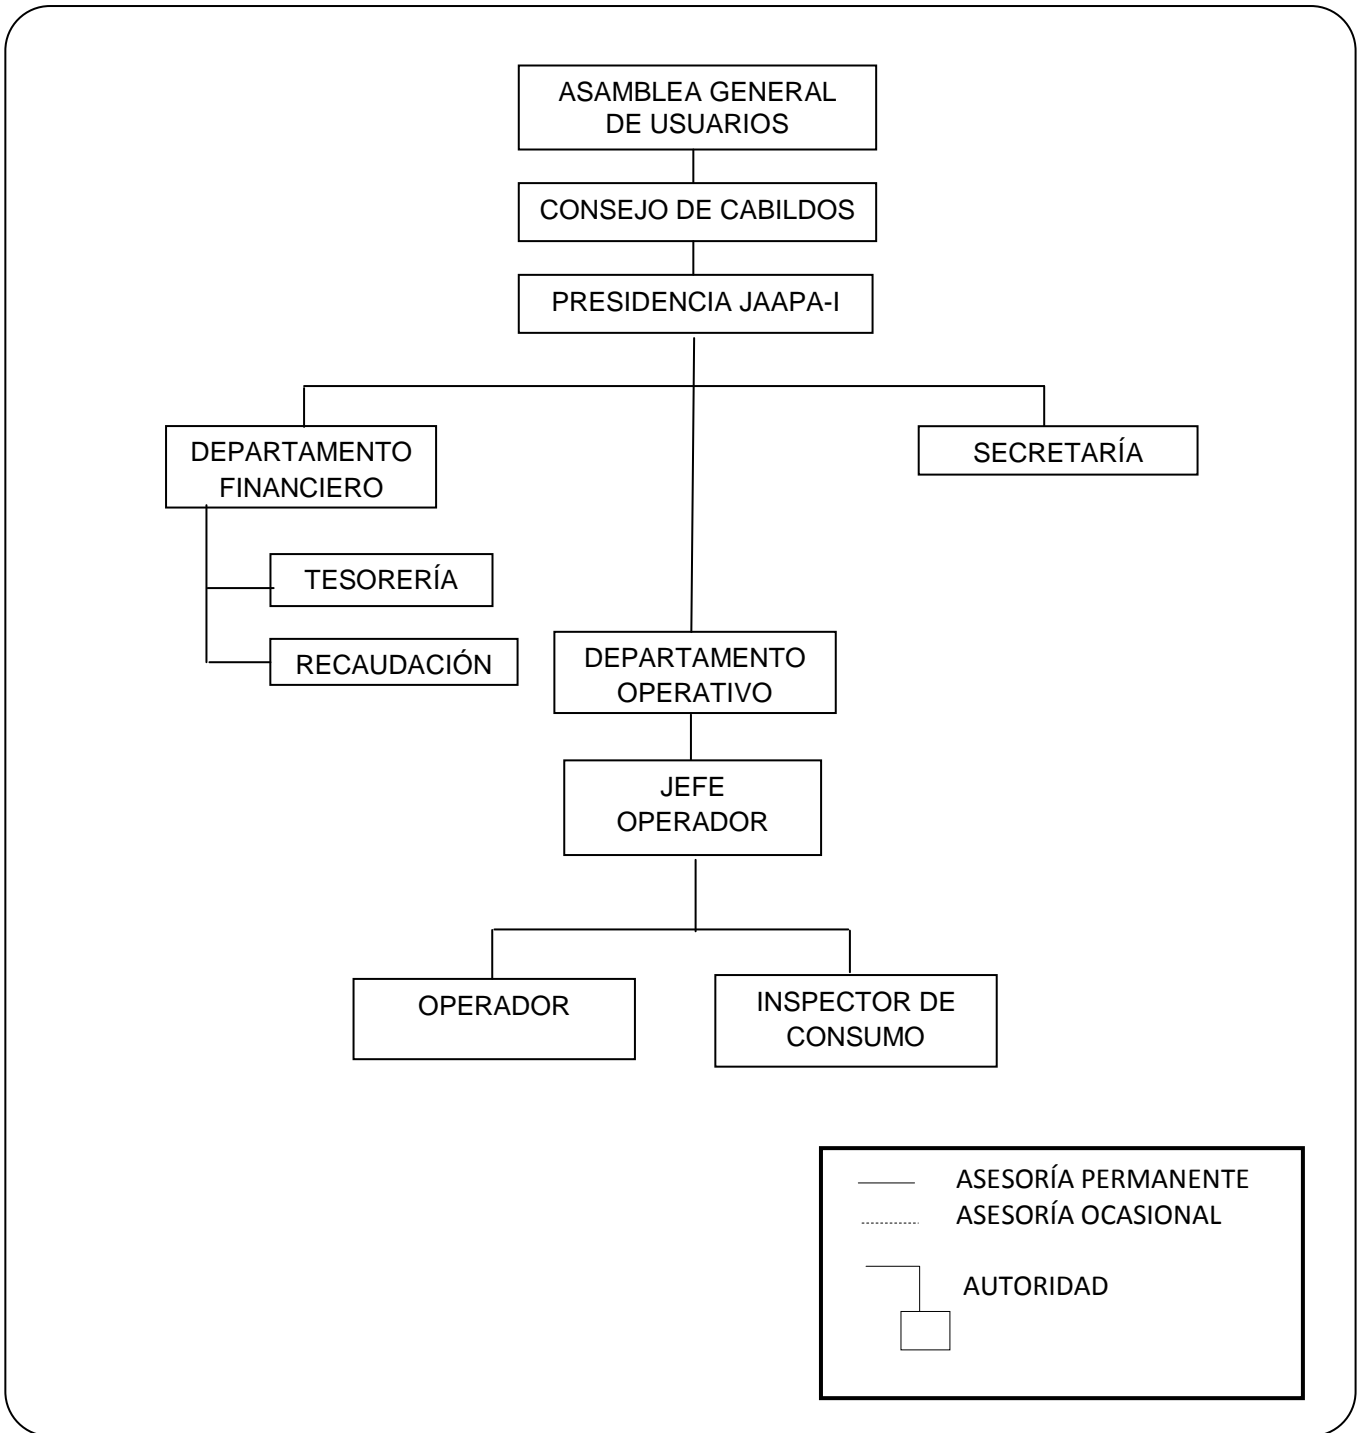 ASAMBLEA GENERAL
DE USUARIOS
CONSEJO DE CABILDOS
PRESIDENCIA JAAPA-I
DEPARTAMENTO
FINANCIERO
SECRETARÍA
TESORERÍA
RECAUDACIÓN
DEPARTAMENTO
OPERATIVO
JEFE
OPERADOR
OPERADOR
INSPECTOR DE
CONSUMO
ASESORÍA PERMANENTE
ASESORÍA OCASIONAL
AUTORIDAD